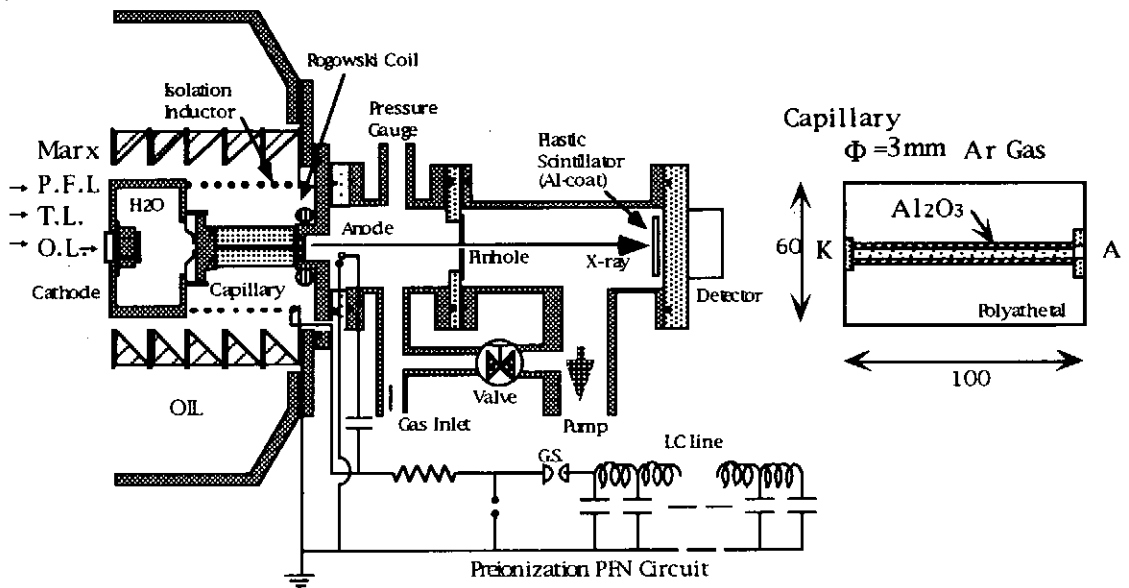 Rogowski Coil
Isolation
Inductor
Pressure
Gauge
Plastic
Scintillator
(Al-coat)
Marx
P.F.L.
T.L.
O.L.
H2O
Cathode
Capillary
Anode
Pinhole
X-ray
Detector
OIL
Gas Inlet
Valve
Pump
G.S.
LC line
Preionization PFN Circuit
Capillary
Φ =3mm Ar Gas
Al2O3
60
K
A
Polyathetal
100